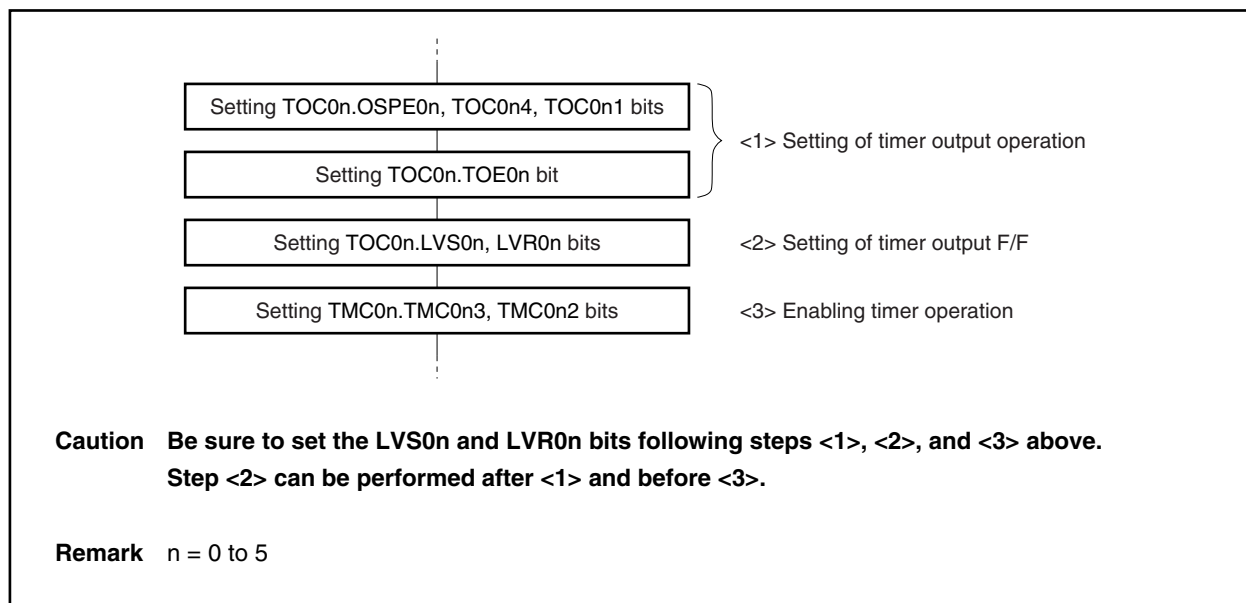 Setting TOC0n.OSPE0n, TOC0n4, TOC0n1 bits
<1> Setting of timer output operation
Setting TOC0n.TOE0n bit
Setting TOC0n.LVS0n, LVR0n bits
<2> Setting of timer output F/F
Setting TMC0n.TMC0n3, TMC0n2 bits
<3> Enabling timer operation
Caution Be sure to set the LVS0n and LVR0n bits following steps <1>, <2>, and <3> above.
Step <2> can be performed after <1> and before <3>.
Remark n = 0 to 5